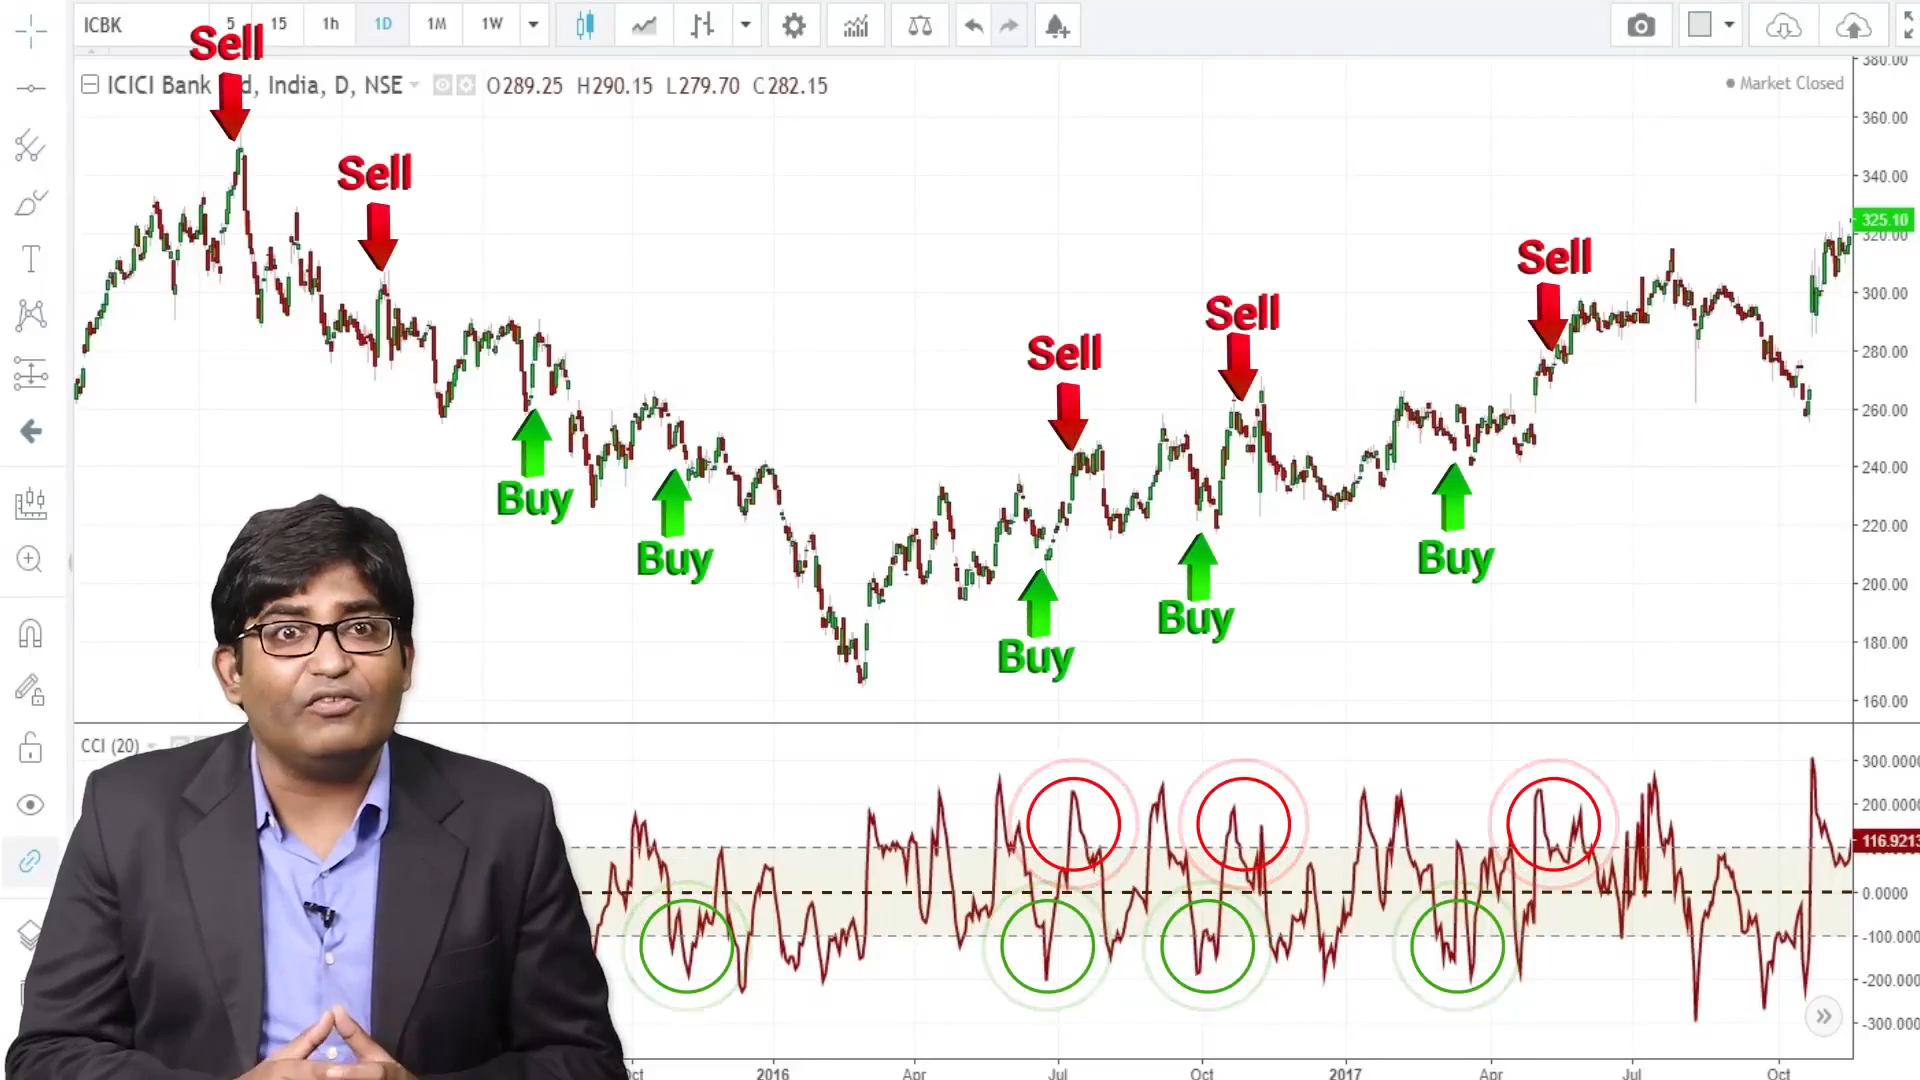 ICBK 5 15 1h 1D 1M 1W
Sell
ICICI Bank d, India, D, NSE O289.25 H290.15 L279.70 C282.15
Market Closed
380.00
360.00
340.00
325.10
320.00
300.00
280.00
260.00
240.00
220.00
200.00
180.00
160.00
Sell
Sell
Sell
Sell
Buy
Buy
Buy
Buy
Buy
CCI (20)
300.0000
200.0000
116.9213
0.0000
-100.0000
-200.0000
-300.0000
2016 Apr Jul Oct 2017 Apr Jul Oct